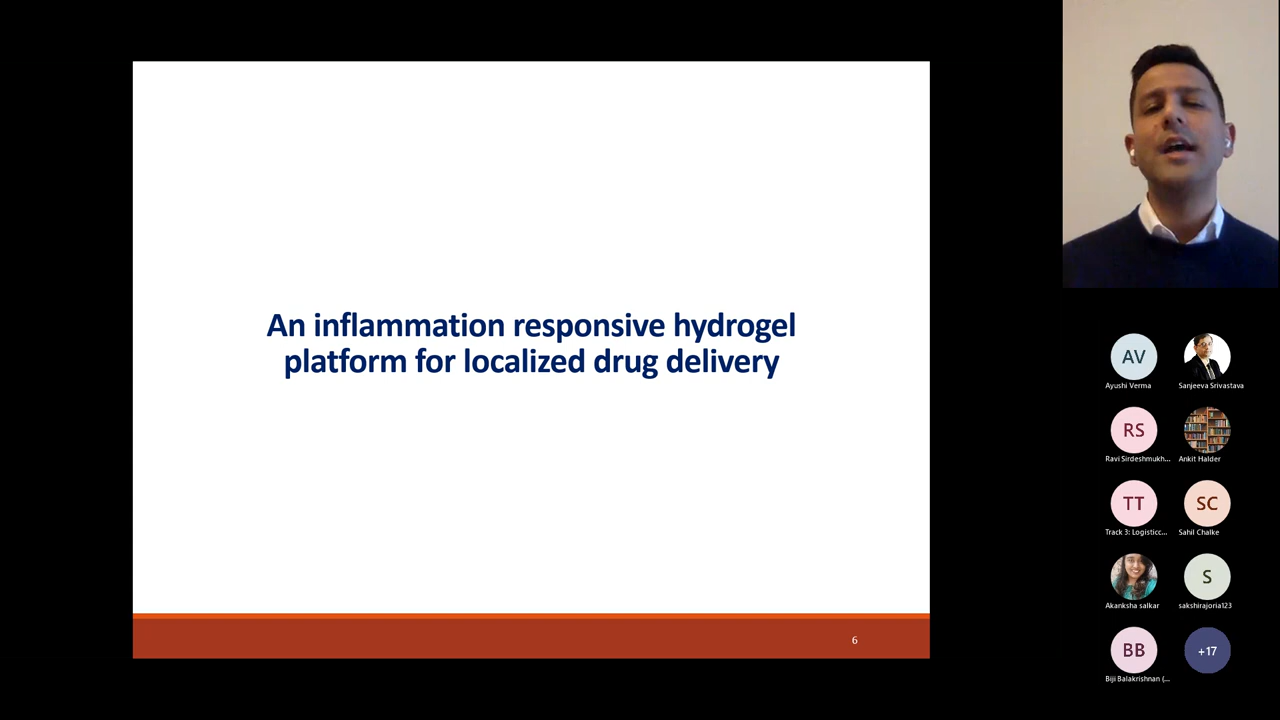 An inflammation responsive hydrogel
platform for localized drug delivery
6
AV
Ayushi Verma
Sanjeeva Srivastava
RS
Ravi Sirdeshmukh...
Ankit Halder
TT
Track 3: Logisticc...
SC
Sahil Chalke
Akanksha salkar
S
sakshirajoria123
BB
Biji Balakrishnan (...
+17